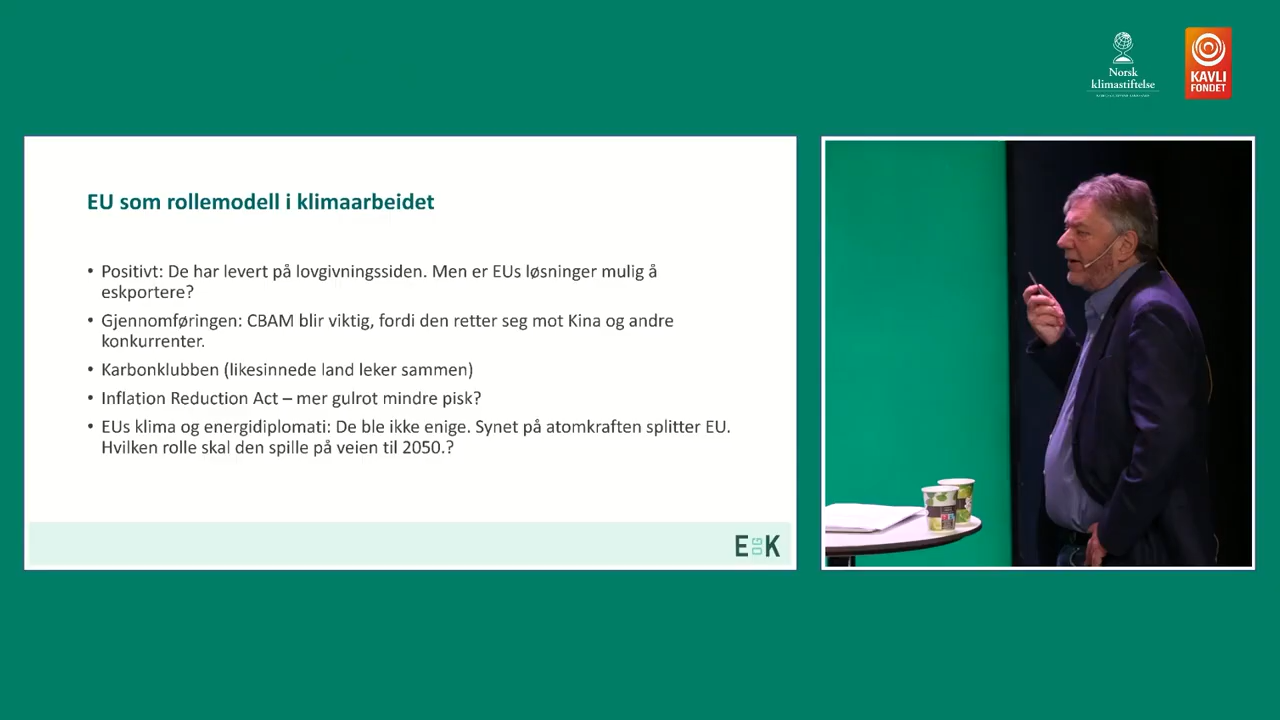 Norsk
klimastiftelse
KAVLI
FONDET
EU som rollemodell i klimaarbeidet
• Positivt: De har levert på lovgivningssiden. Men er EUs løsninger mulig å
eskportere?
• Gjennomføringen: CBAM blir viktig, fordi den retter seg mot Kina og andre
konkurrenter.
• Karbonklubben (likesinnede land leker sammen)
• Inflation Reduction Act – mer gulrot mindre pisk?
• EUs klima og energidiplomati: De ble ikke enige. Synet på atomkraften splitter EU.
Hvilken rolle skal den spille på veien til 2050.?
E OG K